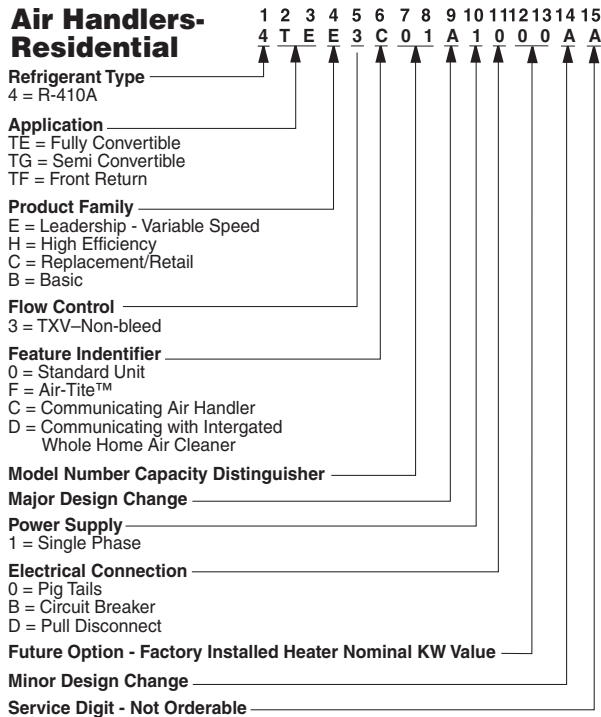 Air Handlers-
Residential
1 2 3 4 5 6 7 8 9 10 11 12 13 14 15
4 T E E 3 C 0 1 A 1 0 0 0 A A
Refrigerant Type
4 = R-410A
Application
TE = Fully Convertible
TG = Semi Convertible
TF = Front Return
Product Family
E = Leadership - Variable Speed
H = High Efficiency
C = Replacement/Retail
B = Basic
Flow Control
3 = TXV–Non-bleed
Feature Indentifier
0 = Standard Unit
F = Air-Tite™
C = Communicating Air Handler
D = Communicating with Intergated
Whole Home Air Cleaner
Model Number Capacity Distinguisher
Major Design Change
Power Supply
1 = Single Phase
Electrical Connection
0 = Pig Tails
B = Circuit Breaker
D = Pull Disconnect
Future Option - Factory Installed Heater Nominal KW Value
Minor Design Change
Service Digit - Not Orderable